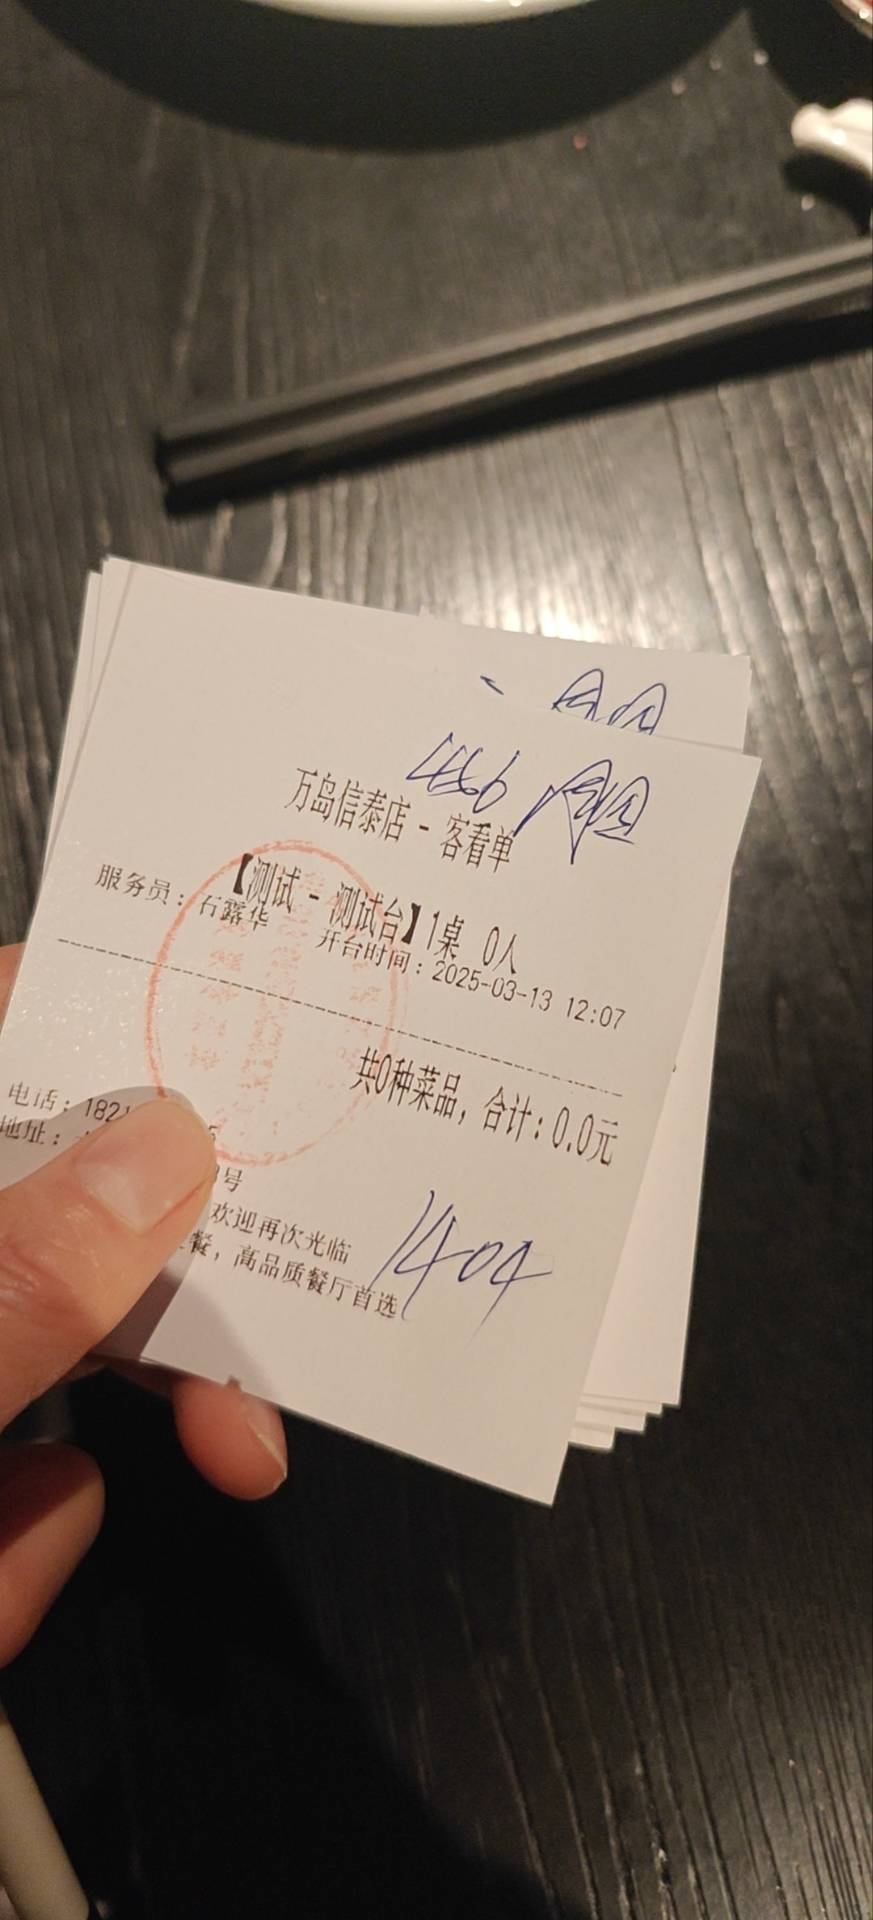 466
万岛信泰店 - 客看单
【测试 - 测试台】1桌 0人
服务员：石露华 开台时间：2025-03-13 12:07
共0种菜品，合计：0.0元
电话：182
地址：
号
欢迎再次光临
餐，高品质餐厅首选
1404